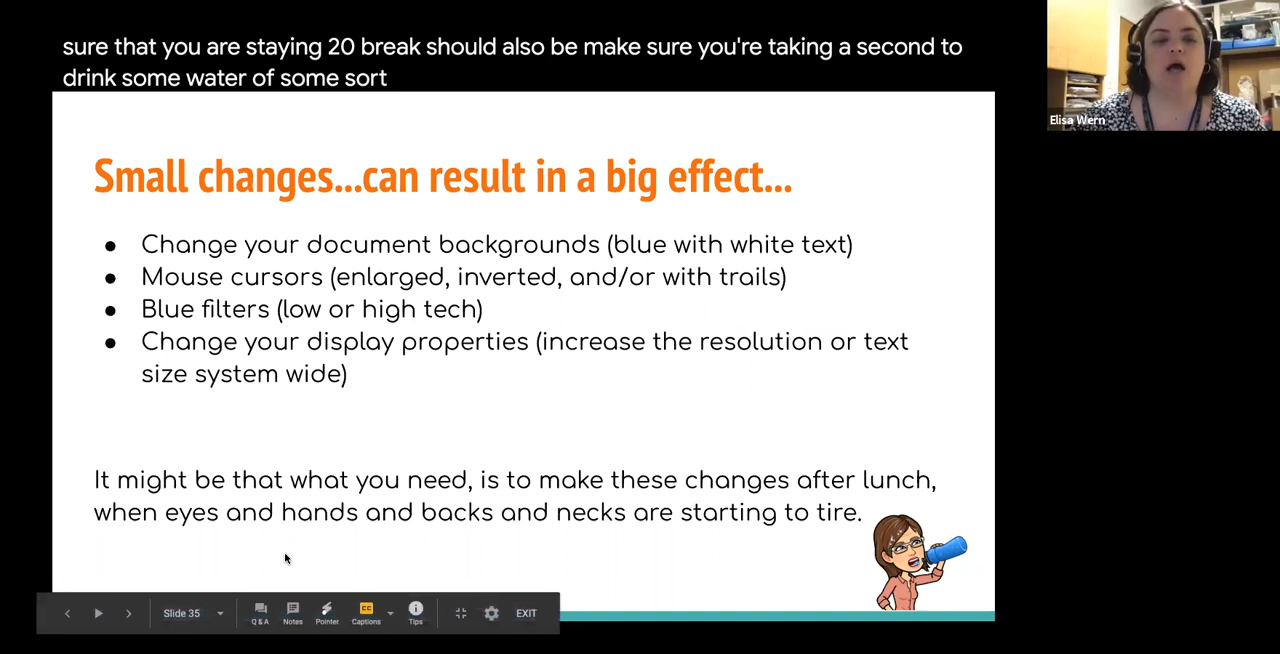 sure that you are staying 20 break should also be make sure you're taking a second to
drink some water of some sort
Elisa Wern
Small changes...can result in a big effect...
● Change your document backgrounds (blue with white text)
● Mouse cursors (enlarged, inverted, and/or with trails)
● Blue filters (low or high tech)
● Change your display properties (increase the resolution or text
size system wide)
It might be that what you need, is to make these changes after lunch,
when eyes and hands and backs and necks are starting to tire.
Slide 35
Q & A
Notes
Pointer
CC
Captions
Tips
EXIT